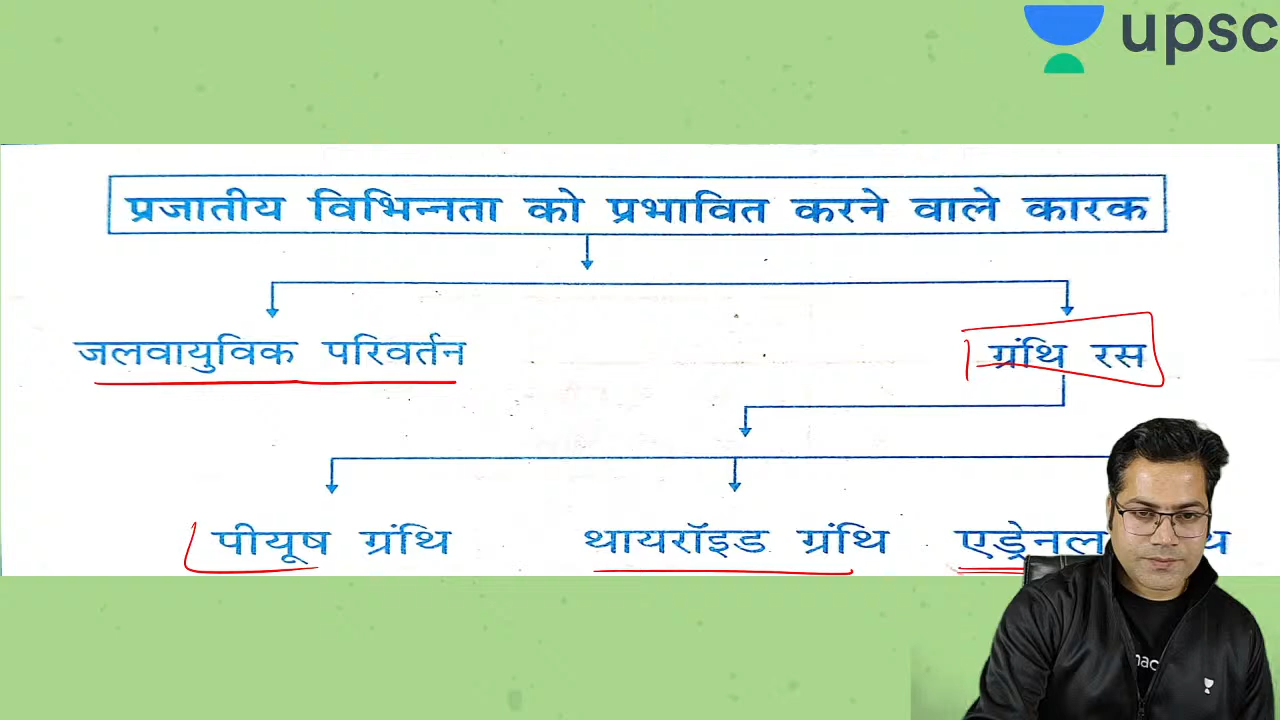 upsc
प्रजातीय विभिन्नता को प्रभावित करने वाले कारक
जलवायुविक परिवर्तन
ग्रंथि रस
पीयूष ग्रंथि
थायरॉइड ग्रंथि
एड्रेनल